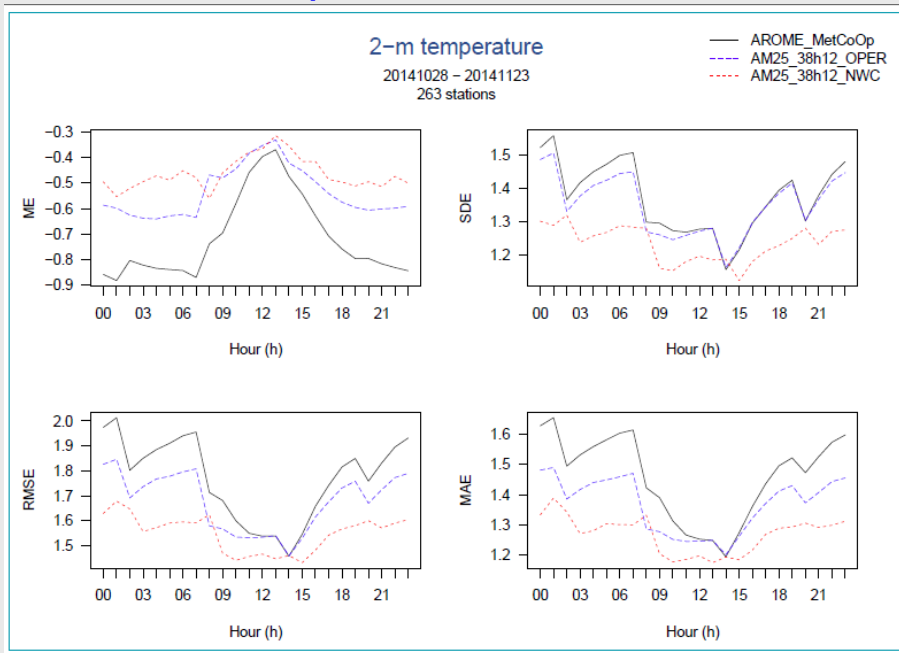 2−m temperature
20141028 − 20141123
263 stations
AROME_MetCoOp
AM25_38h12_OPER
AM25_38h12_NWC
ME
−0.3
−0.4
−0.5
−0.6
−0.7
−0.8
−0.9
00 03 06 09 12 15 18 21
Hour (h)
SDE
1.5
1.4
1.3
1.2
00 03 06 09 12 15 18 21
Hour (h)
RMSE
2.0
1.9
1.8
1.7
1.6
1.5
00 03 06 09 12 15 18 21
Hour (h)
MAE
1.6
1.5
1.4
1.3
1.2
00 03 06 09 12 15 18 21
Hour (h)